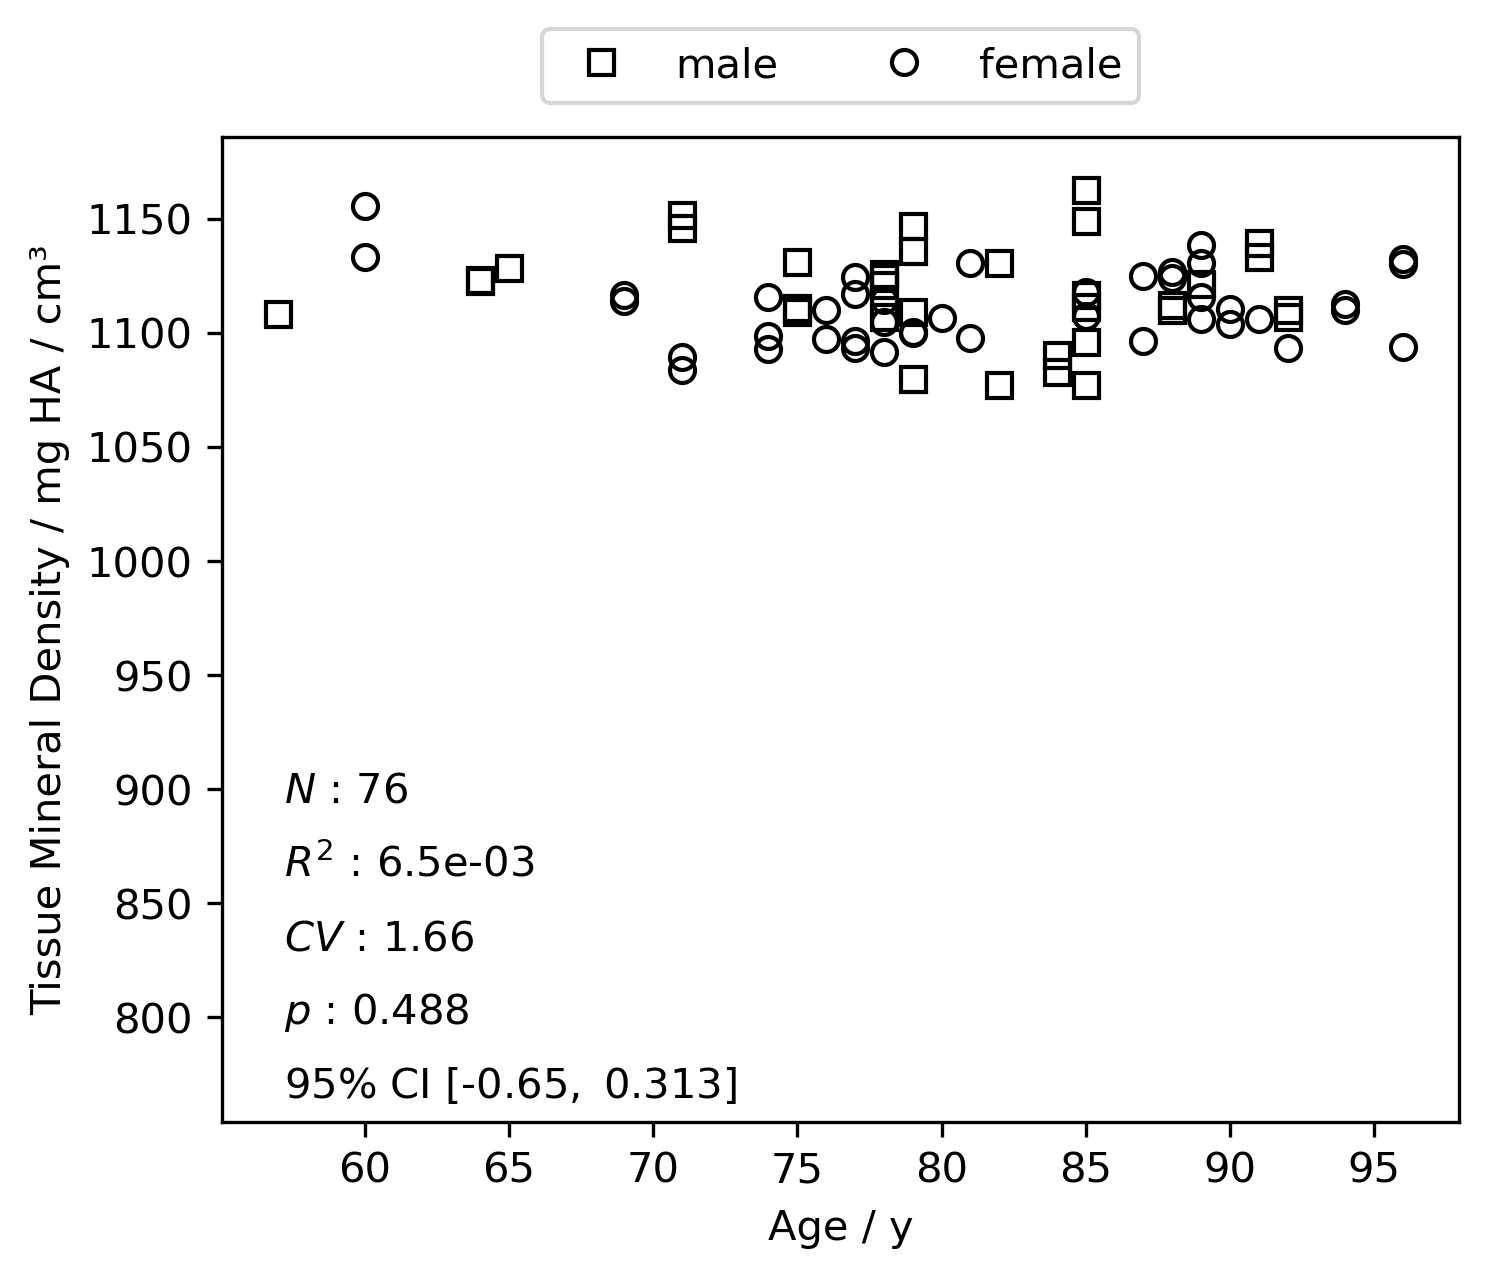 male female
Tissue Mineral Density / mg HA / cm³
1150
1100
1050
1000
950
900
850
800
N : 76
R² : 6.5e-03
CV : 1.66
p : 0.488
95% CI [-0.65, 0.313]
60 65 70 75 80 85 90 95
Age / y